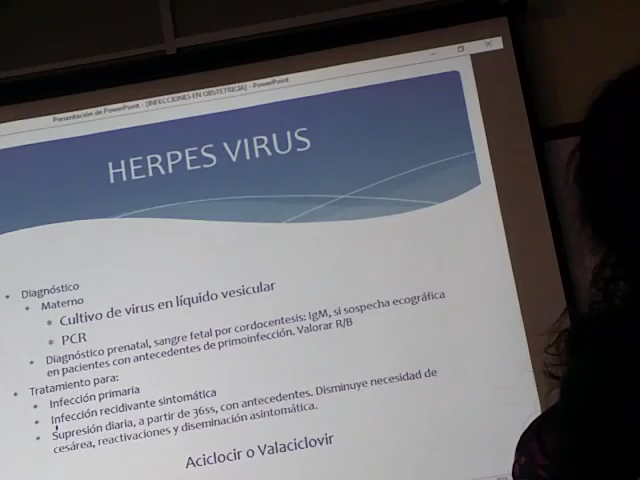 Presentación de PowerPoint - [INFECCIONES EN OBSTETRICIA] - PowerPoint
HERPES VIRUS
• Diagnóstico
• Materno
• Cultivo de virus en líquido vesicular
• PCR
• Diagnóstico prenatal, sangre fetal por cordocentesis: IgM, si sospecha ecográfica
en pacientes con antecedentes de primoinfección. Valorar R/B
• Tratamiento para:
• Infección primaria
• Infección recidivante sintomática
• Supresión diaria, a partir de 36ss, con antecedentes. Disminuye necesidad de
cesárea, reactivaciones y diseminación asintomática.
Aciclocir o Valaciclovir